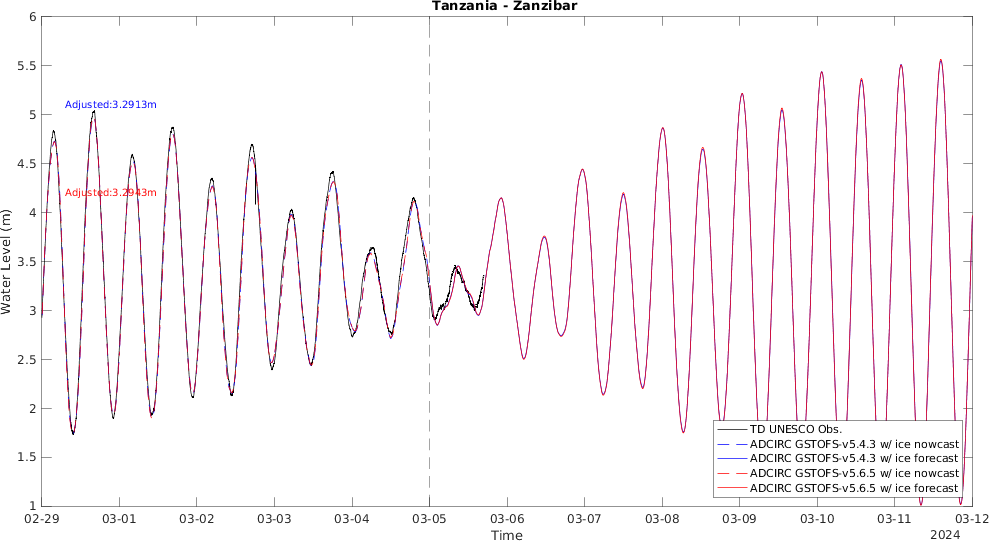 Tanzania - Zanzibar
6
5.5
5
4.5
4
3.5
3
2.5
2
1.5
1
Water Level (m)
Adjusted:3.2913m
Adjusted:3.2943m
TD UNESCO Obs.
ADCIRC GSTOFS-v5.4.3 w/ ice nowcast
ADCIRC GSTOFS-v5.4.3 w/ ice forecast
ADCIRC GSTOFS-v5.6.5 w/ ice nowcast
ADCIRC GSTOFS-v5.6.5 w/ ice forecast
02-29 03-01 03-02 03-03 03-04 03-05 03-06 03-07 03-08 03-09 03-10 03-11 03-12
Time
2024